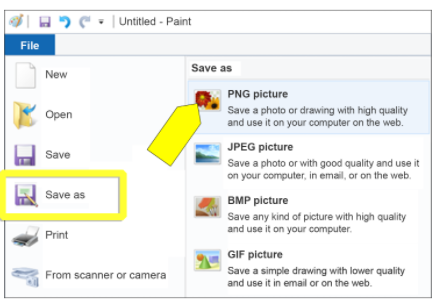 Untitled - Paint
File
New
Open
Save
Save as
Print
From scanner or camera
Save as
PNG picture
Save a photo or drawing with high quality
and use it on your computer on the web.
JPEG picture
Save a photo or with good quality and use it
on your computer, in email, or on the web.
BMP picture
Save any kind of picture with high quality
and use it on your computer.
GIF picture
Save a simple drawing with lower quality
and use it in email or on the web.